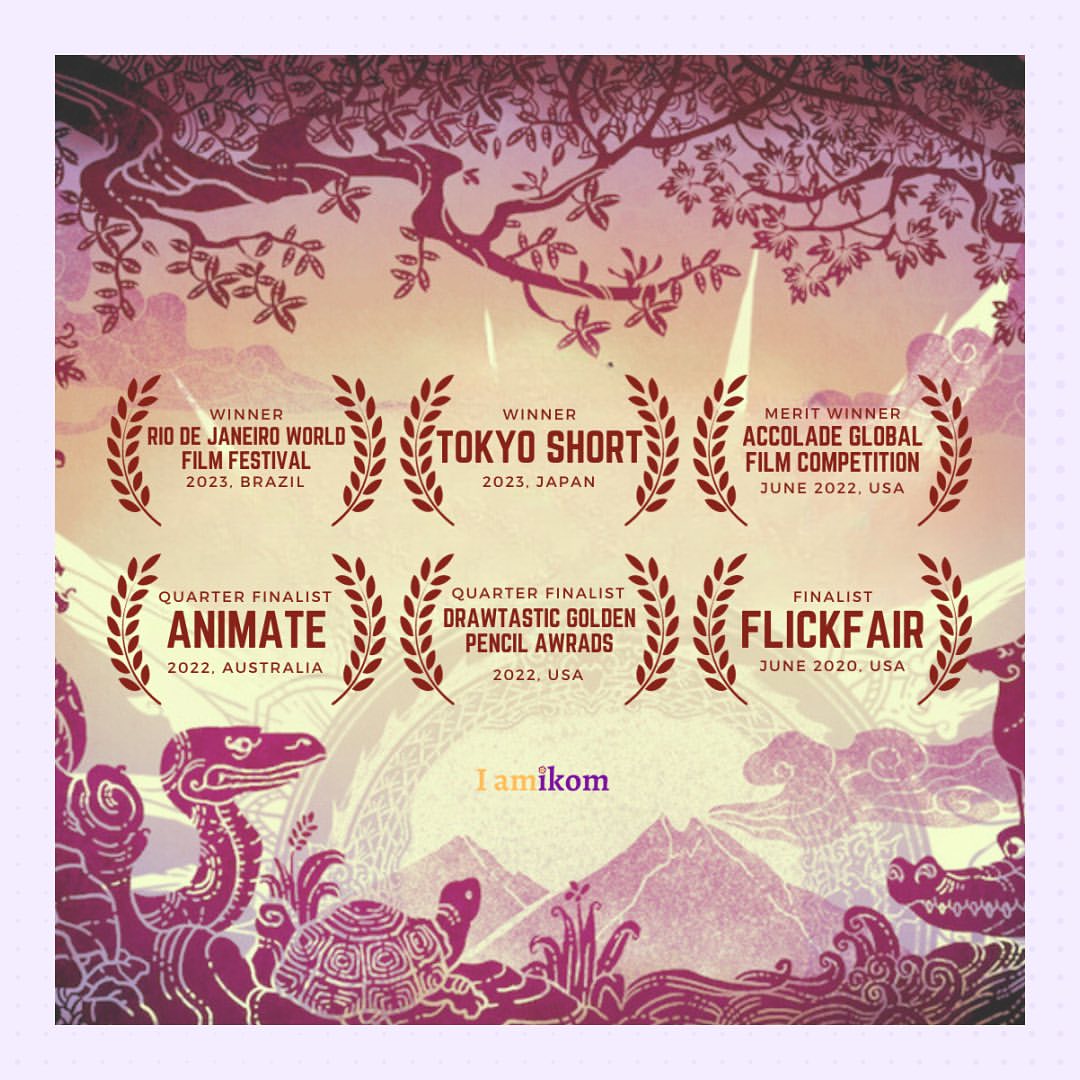 WINNER
RIO DE JANEIRO WORLD
FILM FESTIVAL
2023, BRAZIL
WINNER
TOKYO SHORT
2023, JAPAN
MERIT WINNER
ACCOLADE GLOBAL
FILM COMPETITION
JUNE 2022, USA
QUARTER FINALIST
ANIMATE
2022, AUSTRALIA
QUARTER FINALIST
DRAWTASTIC GOLDEN
PENCIL AWRADS
2022, USA
FINALIST
FLICKFAIR
JUNE 2020, USA
I amikom